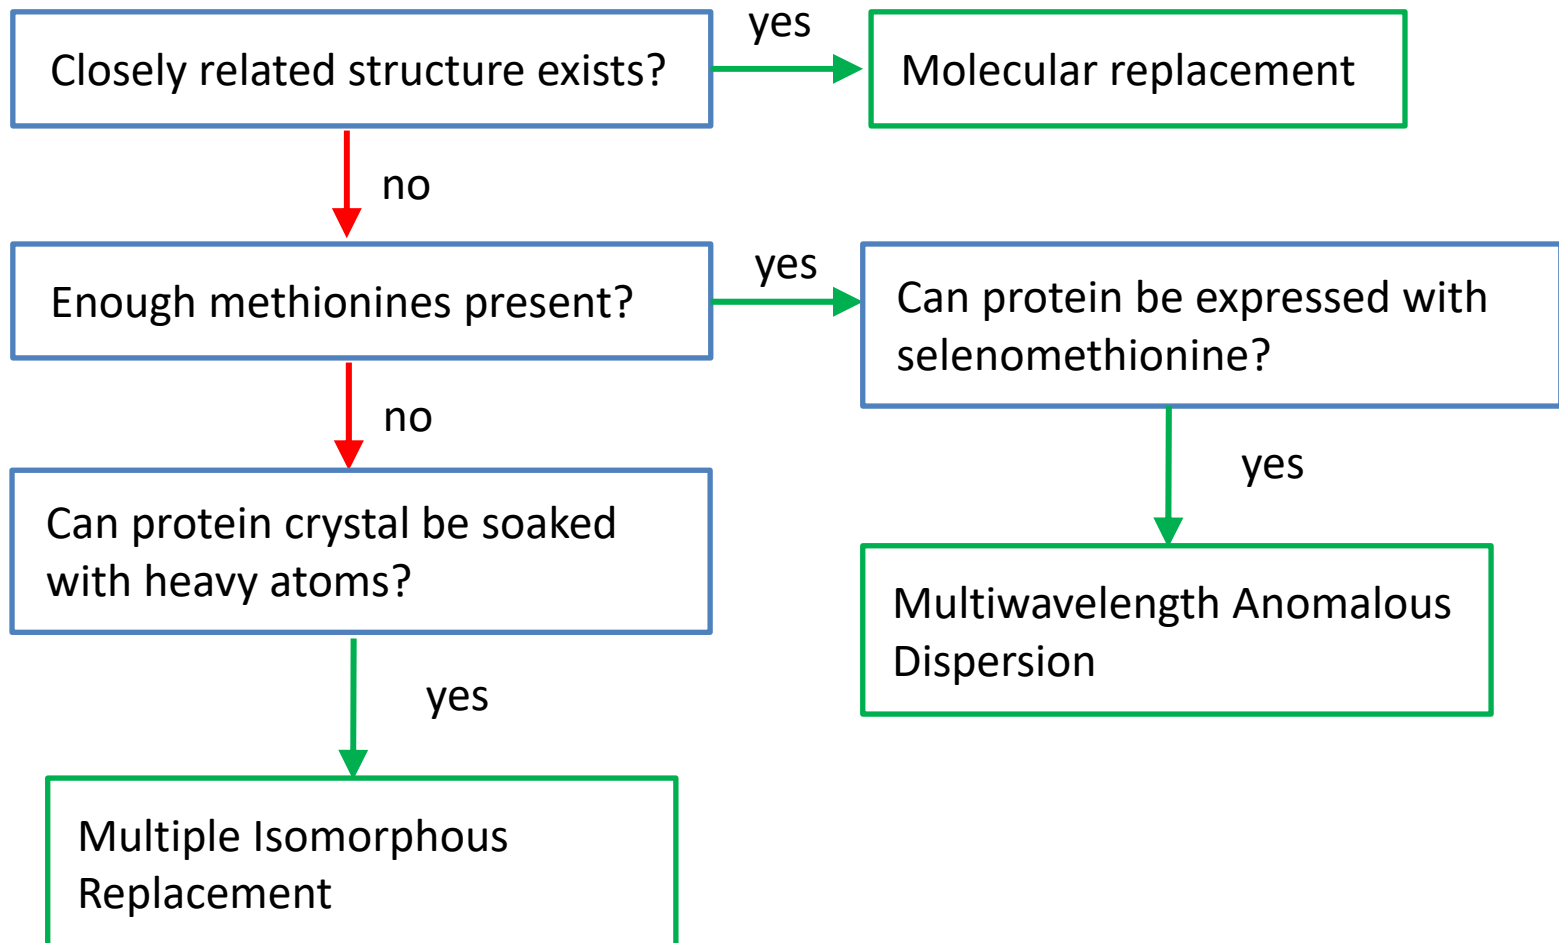 yes
Closely related structure exists?
Molecular replacement
no
yes
Enough methionines present?
Can protein be expressed with
selenomethionine?
no
yes
Can protein crystal be soaked
with heavy atoms?
Multiwavelength Anomalous
Dispersion
yes
Multiple Isomorphous
Replacement